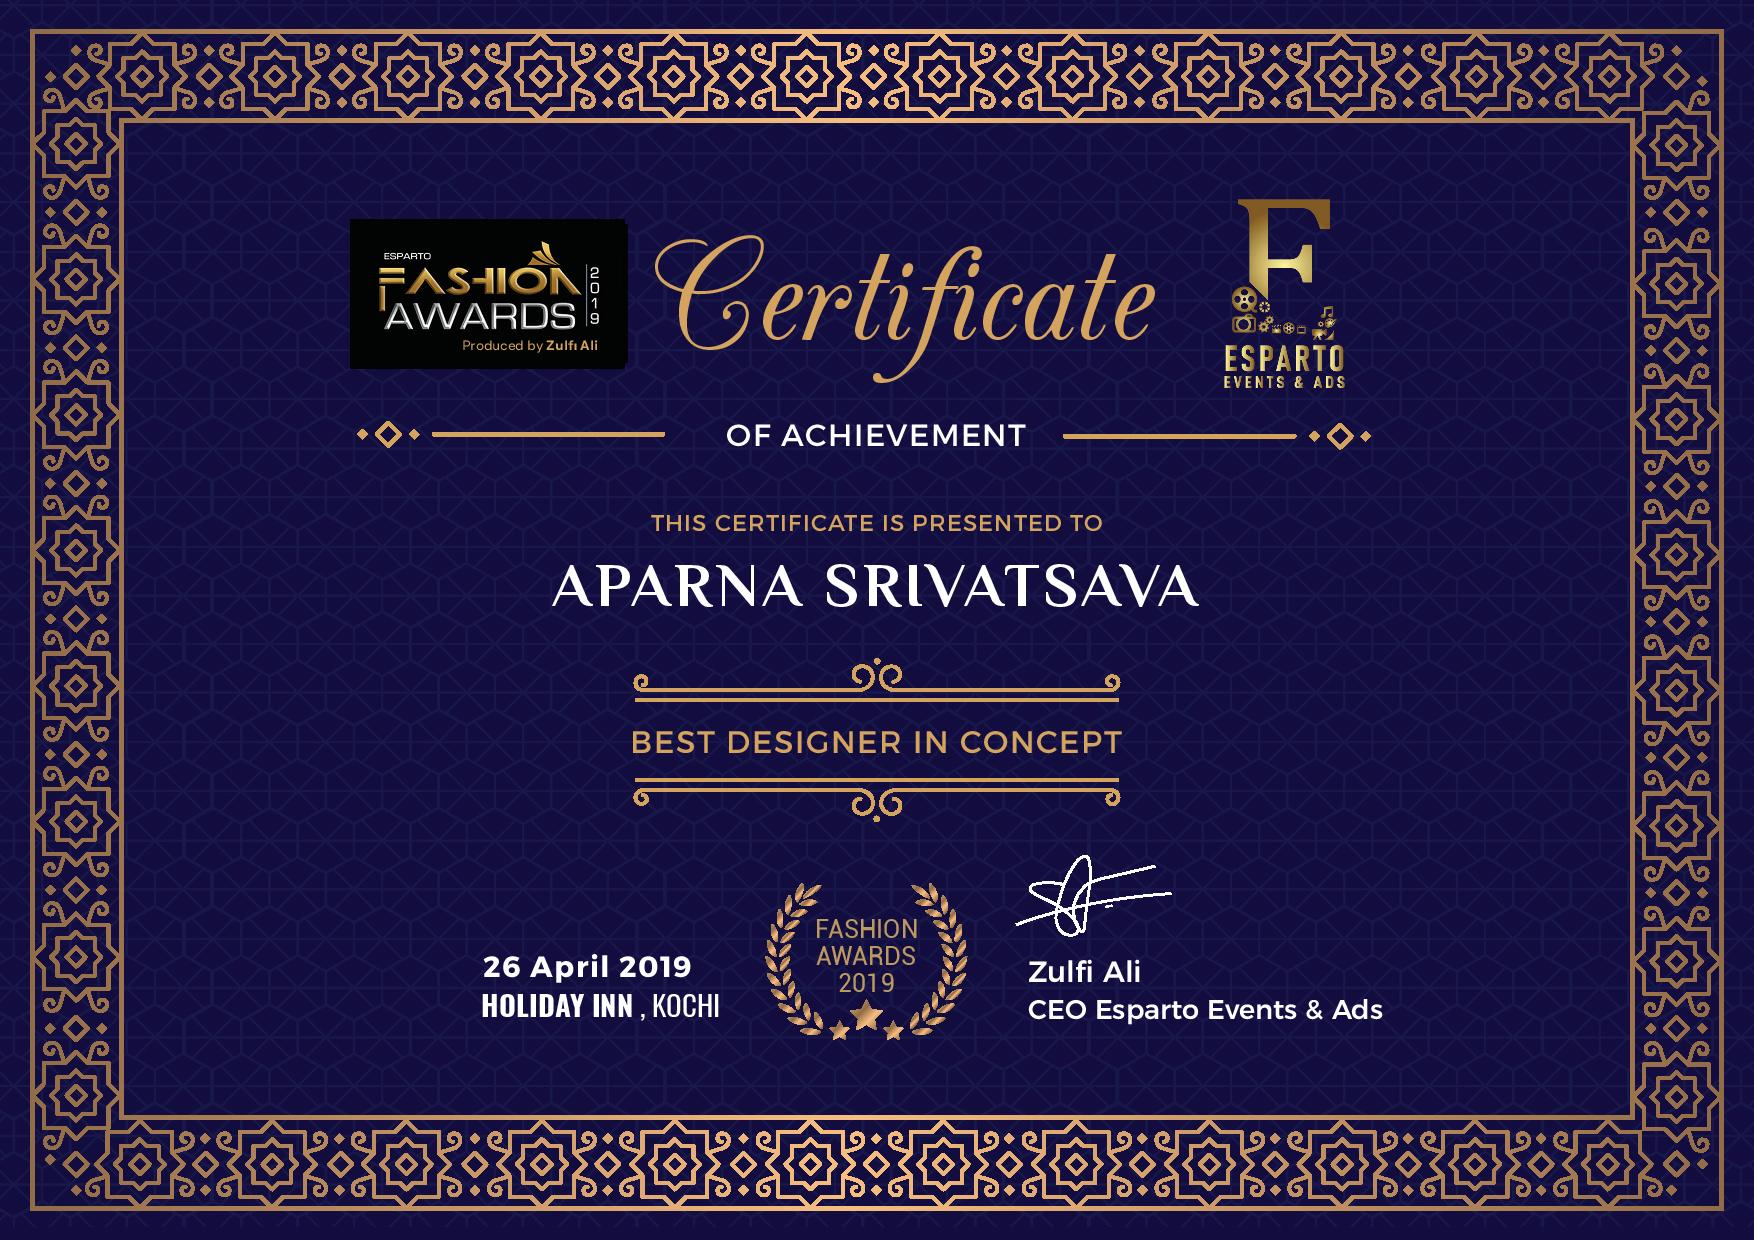 ESPARTO
FASHION
AWARDS
2019
Produced by Zulfi Ali
Certificate
ESPARTO
EVENTS & ADS
OF ACHIEVEMENT
THIS CERTIFICATE IS PRESENTED TO
APARNA SRIVATSAVA
BEST DESIGNER IN CONCEPT
26 April 2019
HOLIDAY INN , KOCHI
FASHION
AWARDS
2019
Zulfi Ali
CEO Esparto Events & Ads